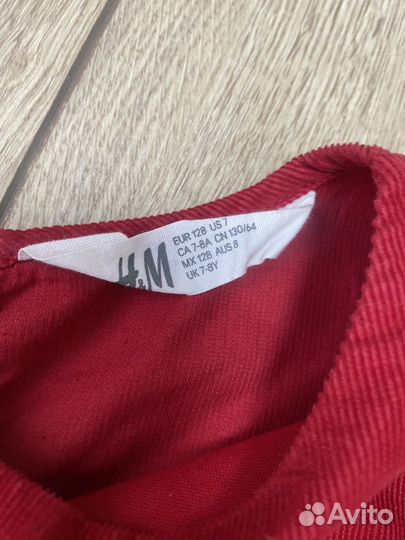 H&M
EUR 128 US 7
CA 7-8A CN 130/64
MX 128 AUS 8
UK 7-8Y
Avito